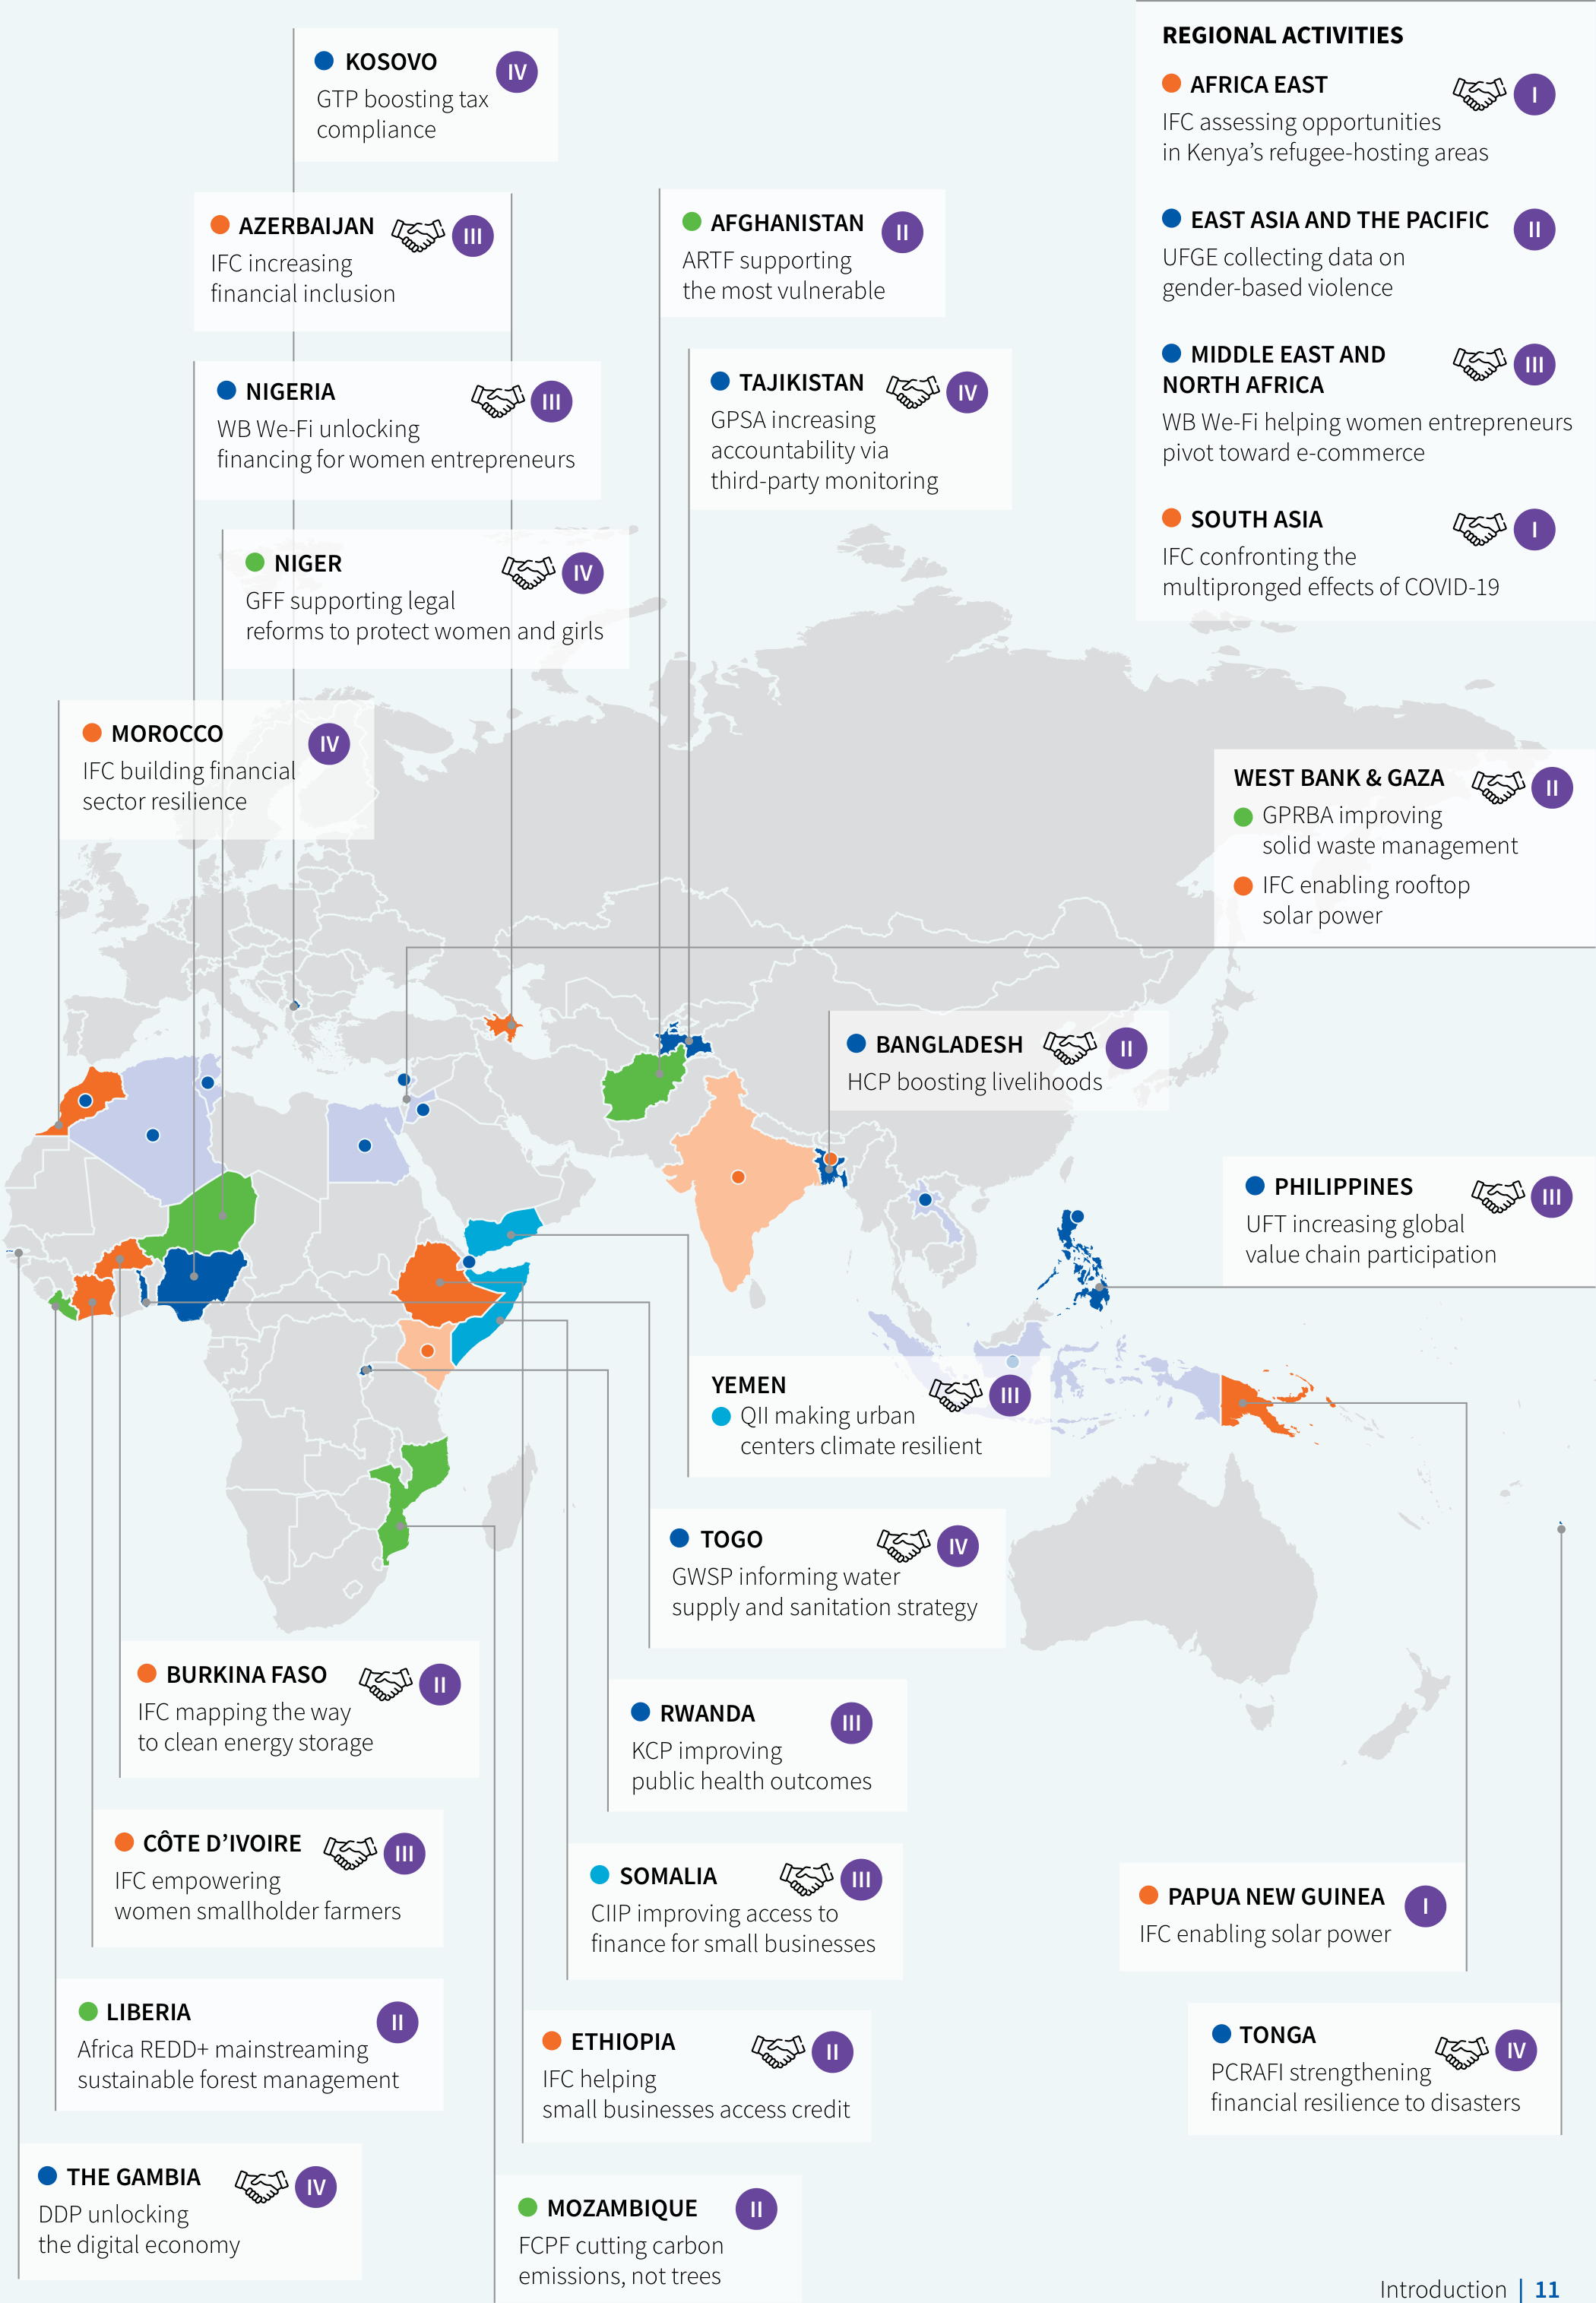 KOSOVO
IV
GTP boosting tax
compliance
REGIONAL ACTIVITIES
AFRICA EAST
I
IFC assessing opportunities
in Kenya’s refugee-hosting areas
EAST ASIA AND THE PACIFIC
II
UFGE collecting data on
gender-based violence
MIDDLE EAST AND
NORTH AFRICA
III
WB We-Fi helping women entrepreneurs
pivot toward e-commerce
SOUTH ASIA
I
IFC confronting the
multipronged effects of COVID-19
AZERBAIJAN
III
IFC increasing
financial inclusion
AFGHANISTAN
II
ARTF supporting
the most vulnerable
NIGERIA
III
WB We-Fi unlocking
financing for women entrepreneurs
TAJIKISTAN
IV
GPSA increasing
accountability via
third-party monitoring
NIGER
IV
GFF supporting legal
reforms to protect women and girls
MOROCCO
IV
IFC building financial
sector resilience
WEST BANK & GAZA
II
GPRBA improving
solid waste management
IFC enabling rooftop
solar power
BANGLADESH
II
HCP boosting livelihoods
PHILIPPINES
III
UFT increasing global
value chain participation
YEMEN
III
QII making urban
centers climate resilient
TOGO
IV
GWSP informing water
supply and sanitation strategy
BURKINA FASO
II
IFC mapping the way
to clean energy storage
RWANDA
III
KCP improving
public health outcomes
CÔTE D’IVOIRE
III
IFC empowering
women smallholder farmers
SOMALIA
III
CIIP improving access to
finance for small businesses
PAPUA NEW GUINEA
I
IFC enabling solar power
LIBERIA
II
Africa REDD+ mainstreaming
sustainable forest management
ETHIOPIA
II
IFC helping
small businesses access credit
TONGA
IV
PCRAFI strengthening
financial resilience to disasters
THE GAMBIA
IV
DDP unlocking
the digital economy
MOZAMBIQUE
II
FCPF cutting carbon
emissions, not trees
Introduction | 11